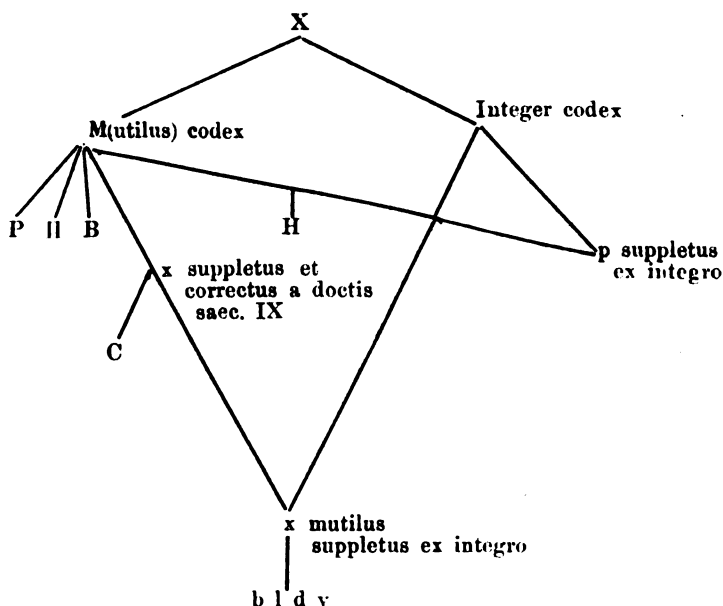 X
Integer codex
M(utilus) codex
P Π B
H
p suppletus
ex integro
x suppletus et
correctus a doctis
saec. IX
C
x mutilus
suppletus ex integro
b l d v